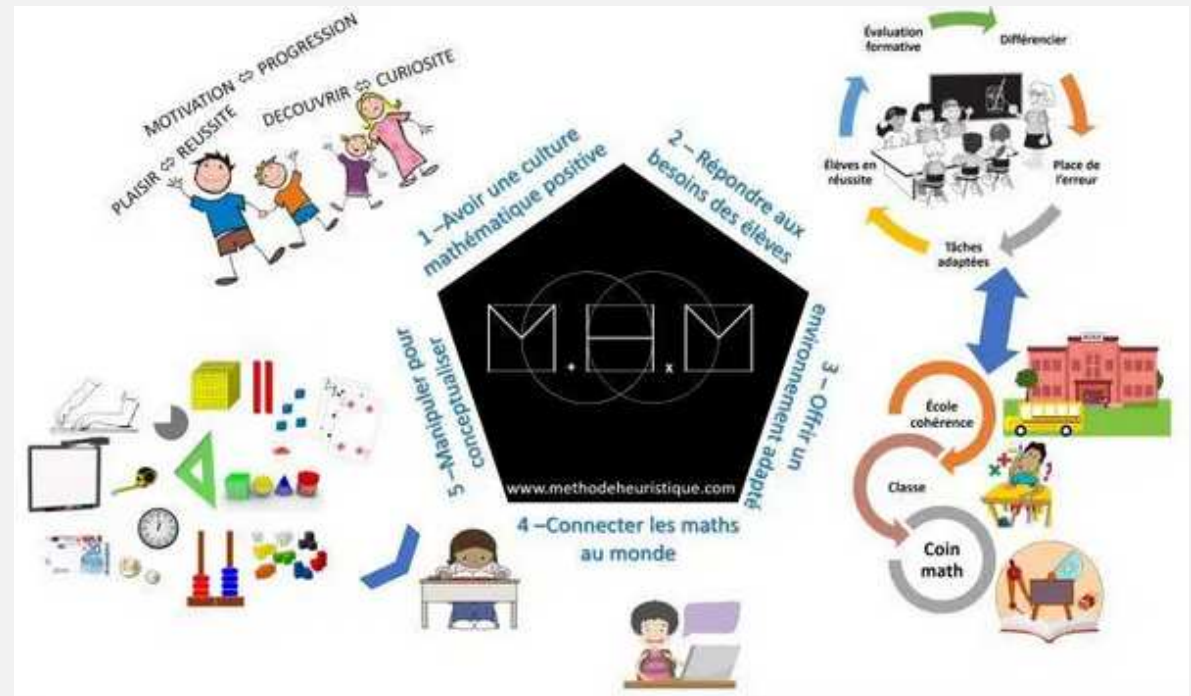 MOTIVATION ⇔ PROGRESSION
PLAISIR ⇔ REUSSITE
DECOUVRIR ⇔ CURIOSITE
1 –Avoir une culture
mathématique positive
2 – Répondre aux
besoins des élèves
Évaluation
formative
Différencier
Place de
l'erreur
Tâches
adaptées
Élèves en
réussite
3 – Offrir un
environnement adapté
École
cohérence
Classe
Coin
math
4 –Connecter les maths
au monde
5 –Manipuler pour
conceptualiser
M + H x M
www.methodeheuristique.com
20